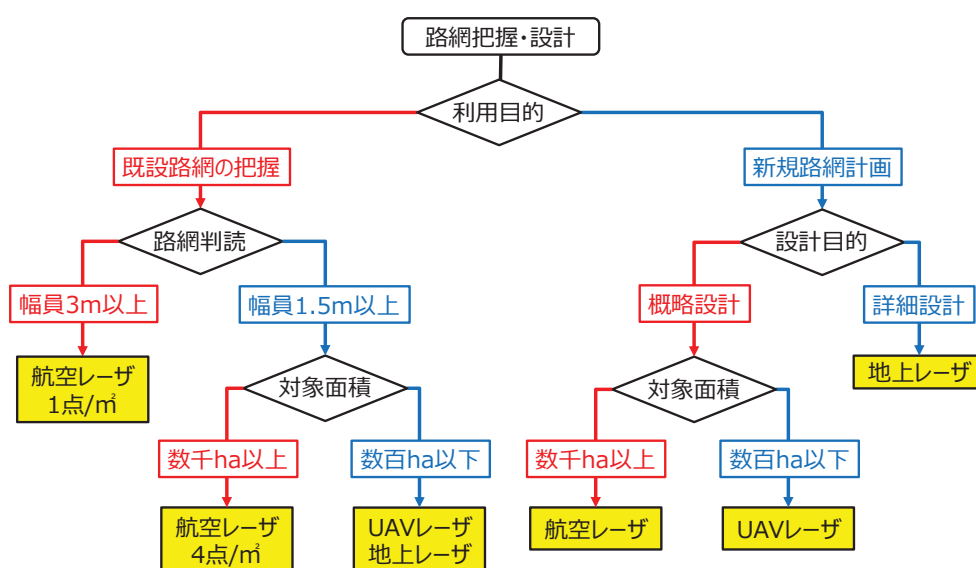 路網把握・設計
利用目的
既設路網の把握
新規路網計画
路網判読
設計目的
幅員3m以上
幅員1.5m以上
概略設計
詳細設計
航空レーザ
1点/㎡
対象面積
対象面積
地上レーザ
数千ha以上
数百ha以下
数千ha以上
数百ha以下
航空レーザ
4点/㎡
UAVレーザ
地上レーザ
航空レーザ
UAVレーザ